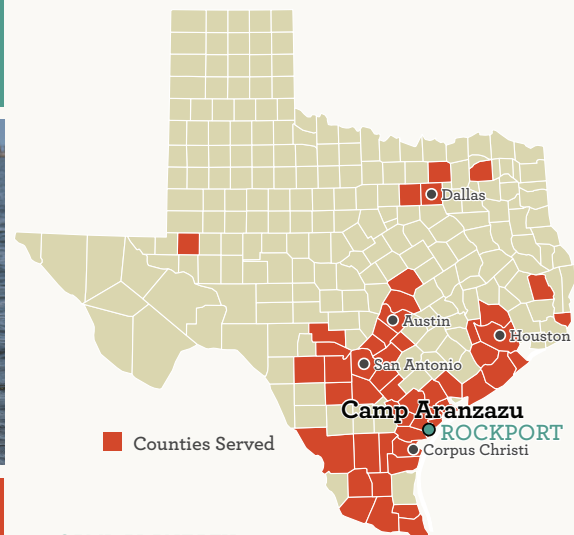 Dallas
Austin
Houston
San Antonio
Camp Aranzazu
ROCKPORT
Corpus Christi
Counties Served